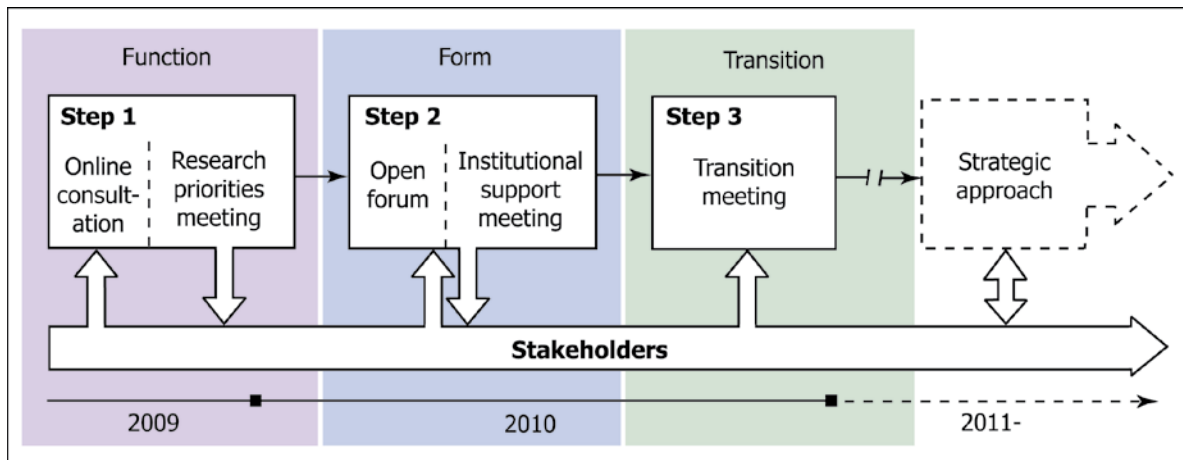 Function
Form
Transition
Step 1
Online
consult-
ation
Research
priorities
meeting
Step 2
Open
forum
Institutional
support
meeting
Step 3
Transition
meeting
Strategic
approach
Stakeholders
2009
2010
2011-